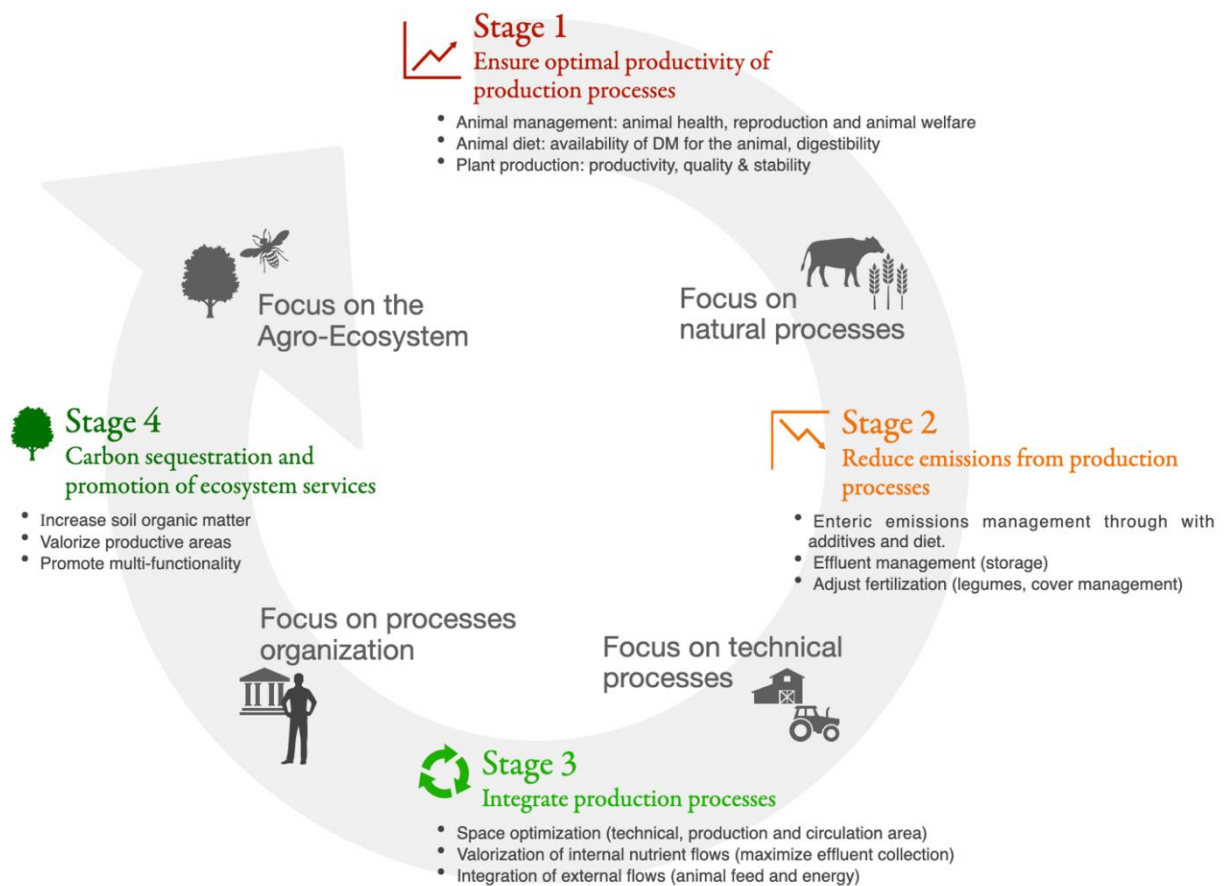 Stage 1
Ensure optimal productivity of
production processes
• Animal management: animal health, reproduction and animal welfare
• Animal diet: availability of DM for the animal, digestibility
• Plant production: productivity, quality & stability
Focus on the
Agro-Ecosystem
Focus on
natural processes
Stage 4
Carbon sequestration and
promotion of ecosystem services
• Increase soil organic matter
• Valorize productive areas
• Promote multi-functionality
Stage 2
Reduce emissions from production
processes
• Enteric emissions management through with
additives and diet.
• Effluent management (storage)
• Adjust fertilization (legumes, cover management)
Focus on processes
organization
Focus on technical
processes
Stage 3
Integrate production processes
• Space optimization (technical, production and circulation area)
• Valorization of internal nutrient flows (maximize effluent collection)
• Integration of external flows (animal feed and energy)